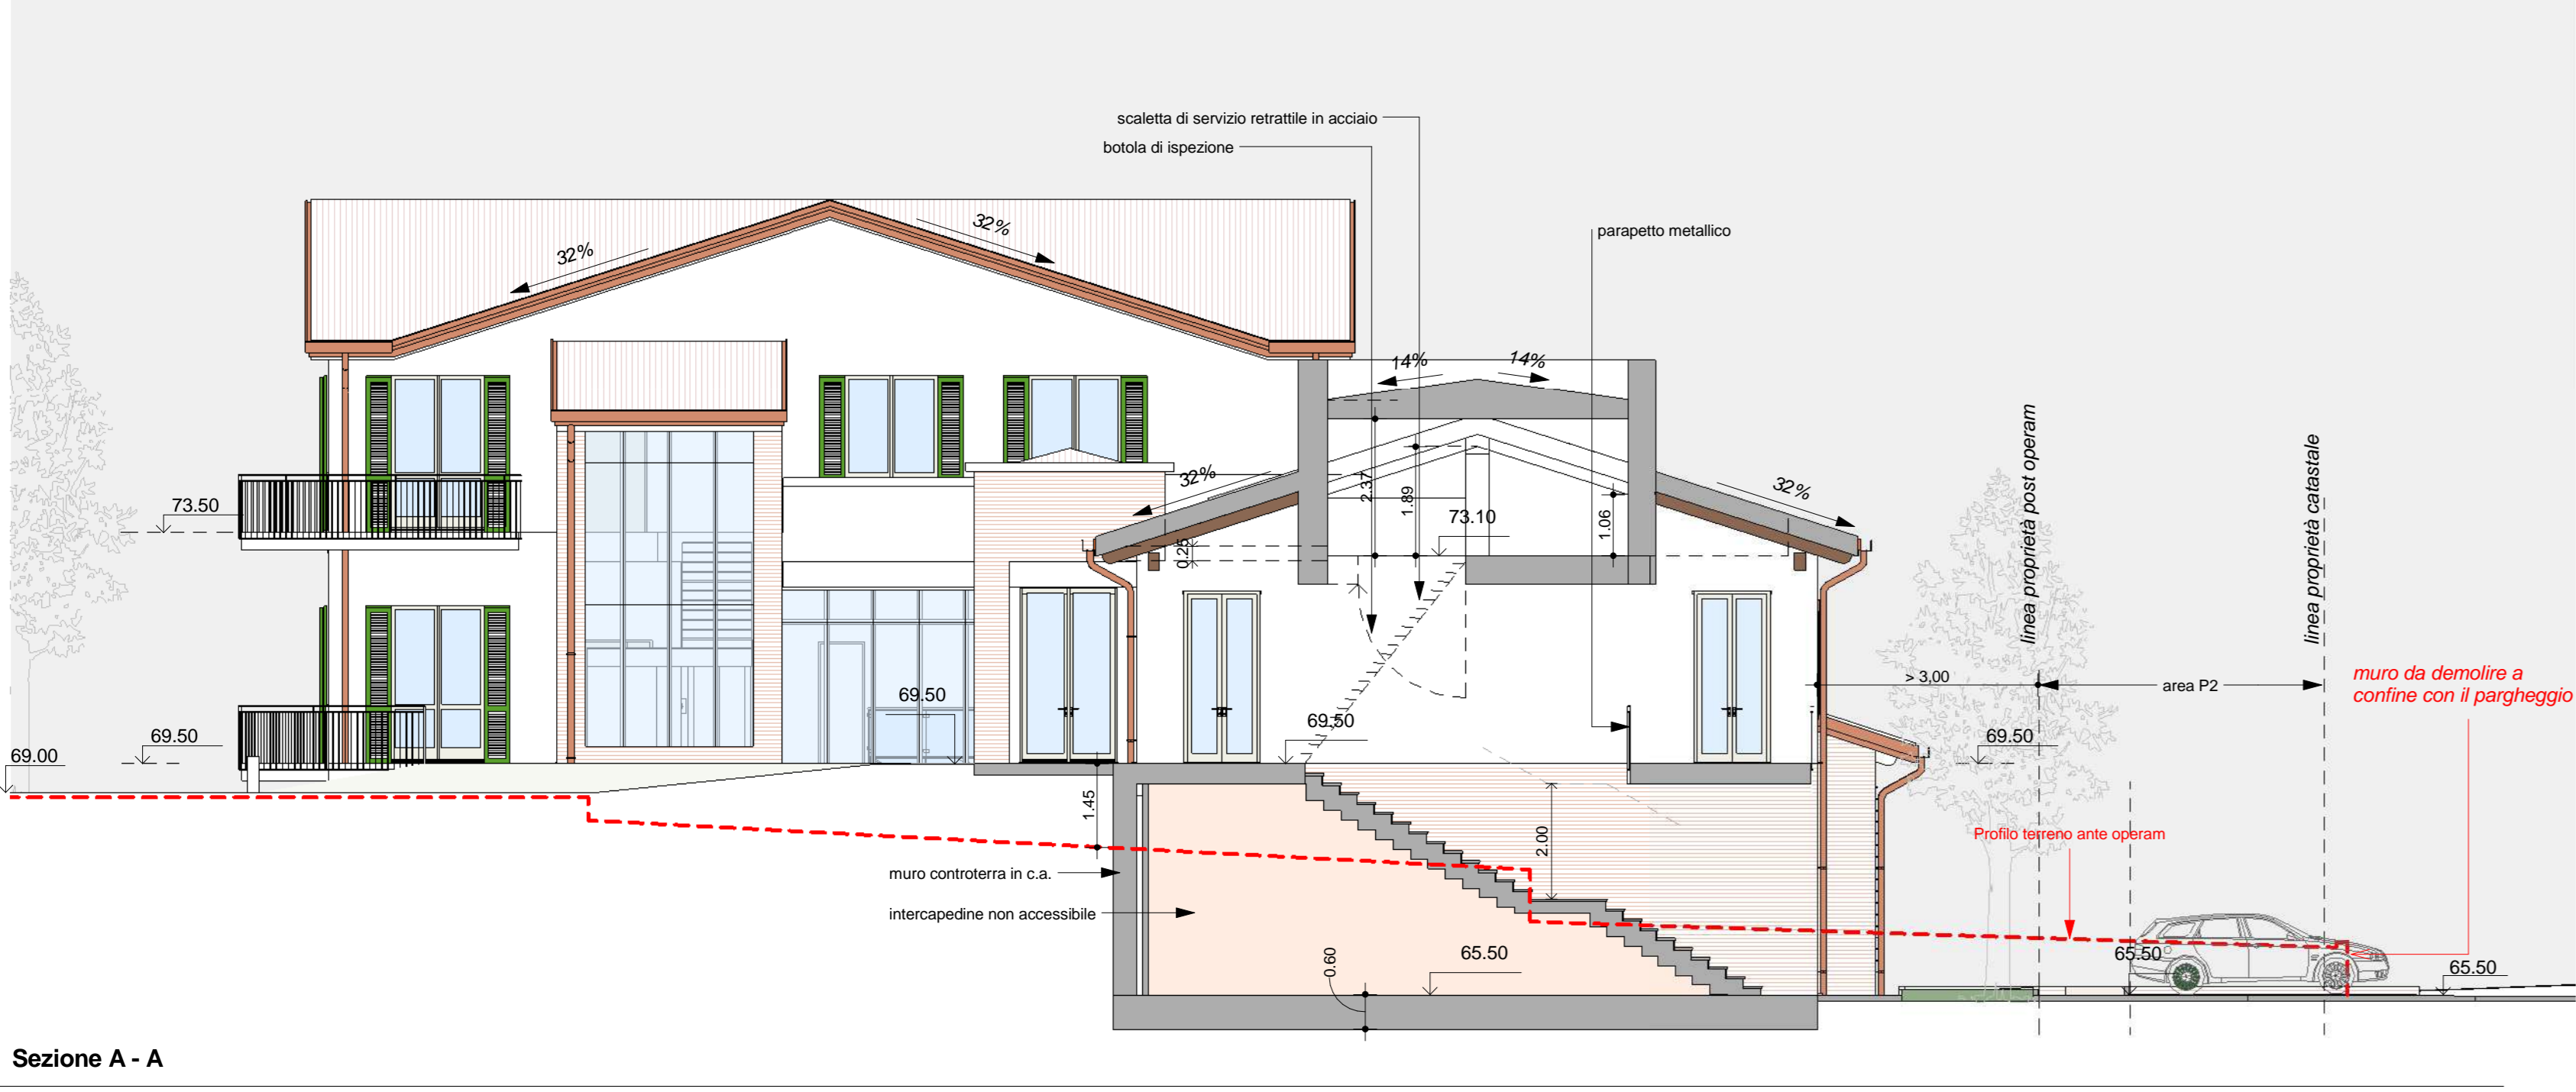 scaletta di servizio retrattile in acciaio
botola di ispezione
32%
32%
parapetto metallico
14%
14%
32%
32%
2.37
1.89
1.06
73.10
73.50
0.25
linea proprietà post operam
linea proprietà catastale
> 3,00
area P2
muro da demolire a
confine con il pargheggio
69.50
69.50
69.50
69.50
69.00
1.45
2.00
Profilo terreno ante operam
muro controterra in c.a.
intercapedine non accessibile
0.60
65.50
65.50
65.50
Sezione A - A